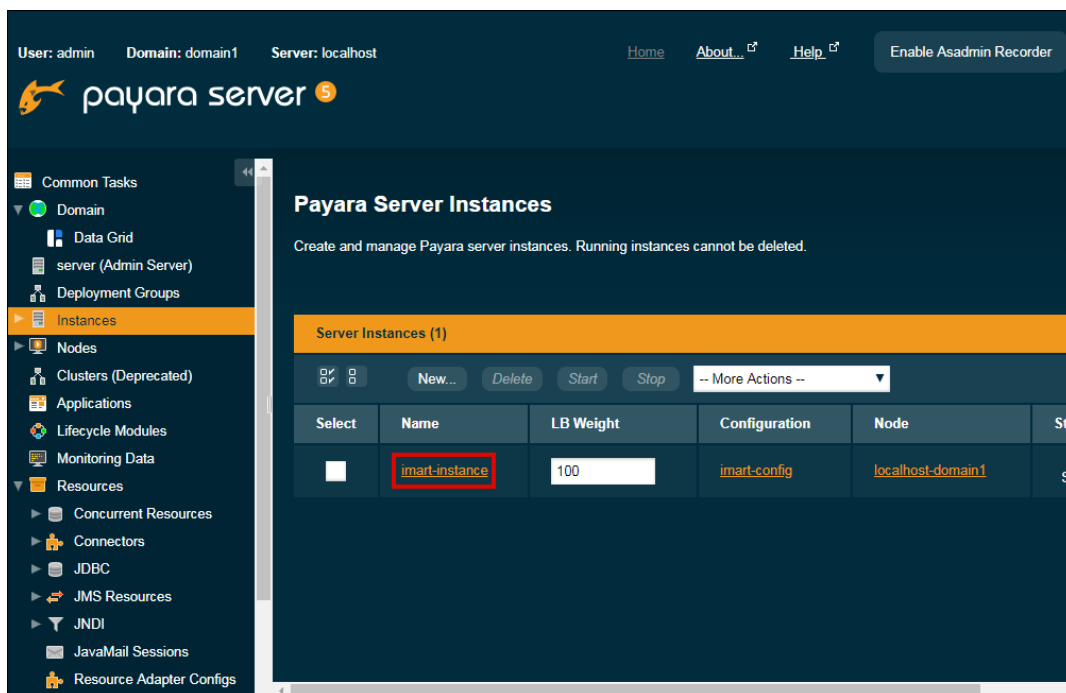 User: admin Domain: domain1 Server: localhost Home About... Help Enable Asadmin Recorder
payara server 5
Common Tasks
Domain
Data Grid
server (Admin Server)
Deployment Groups
Instances
Nodes
Clusters (Deprecated)
Applications
Lifecycle Modules
Monitoring Data
Resources
Concurrent Resources
Connectors
JDBC
JMS Resources
JNDI
JavaMail Sessions
Resource Adapter Configs
Payara Server Instances
Create and manage Payara server instances. Running instances cannot be deleted.
Server Instances (1)
New... Delete Start Stop -- More Actions --
Select Name LB Weight Configuration Node
imart-instance 100 imart-config localhost-domain1